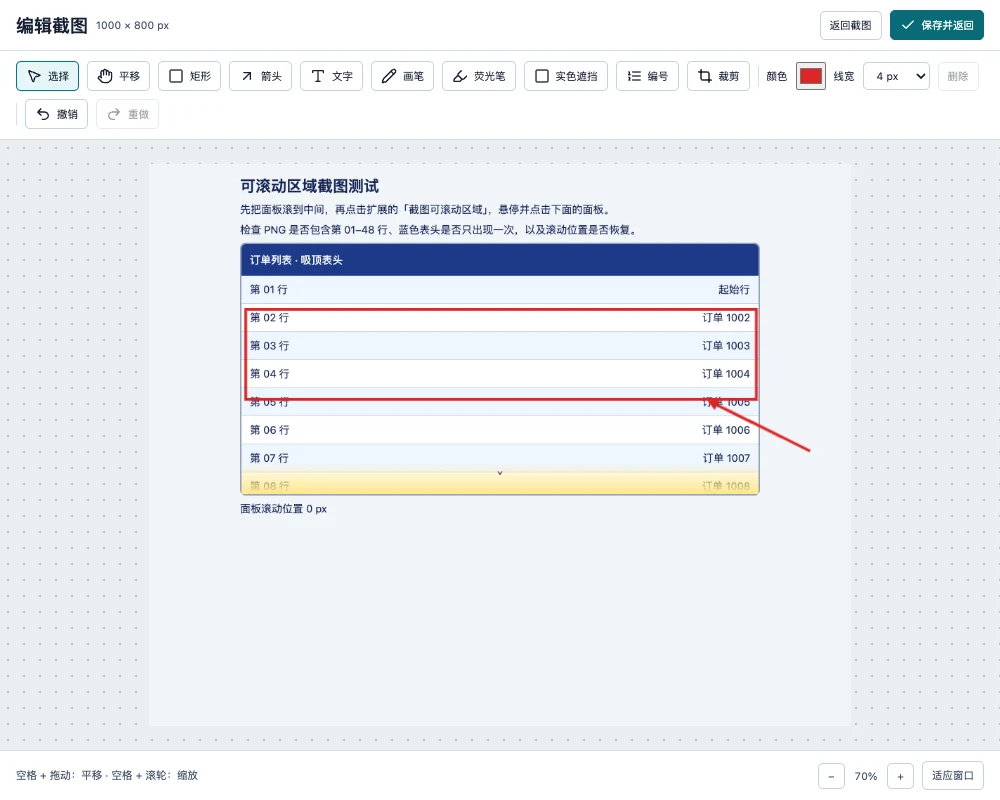 编辑截图 1000 × 800 px 返回截图 保存并返回
选择 平移 矩形 箭头 文字 画笔 荧光笔 实色遮挡 编号 裁剪 颜色 线宽 4 px 删除
撤销 重做
可滚动区域截图测试
先把面板滚到中间，再点击扩展的「截图可滚动区域」，悬停并点击下面的面板。
检查 PNG 是否包含第 01–48 行、蓝色表头是否只出现一次，以及滚动位置是否恢复。
订单列表 · 吸顶表头
第 01 行 起始行
第 02 行 订单 1002
第 03 行 订单 1003
第 04 行 订单 1004
第 05 行 订单 1005
第 06 行 订单 1006
第 07 行 订单 1007
第 08 行 订单 1008
面板滚动位置 0 px
空格 + 拖动：平移 · 空格 + 滚轮：缩放 − 70% + 适应窗口